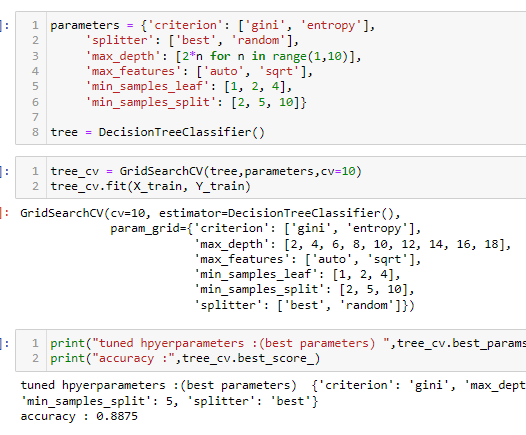 ]: 1 parameters = {'criterion': ['gini', 'entropy'],
2 'splitter': ['best', 'random'],
3 'max_depth': [2*n for n in range(1,10)],
4 'max_features': ['auto', 'sqrt'],
5 'min_samples_leaf': [1, 2, 4],
6 'min_samples_split': [2, 5, 10]}
7
8 tree = DecisionTreeClassifier()
]: 1 tree_cv = GridSearchCV(tree,parameters,cv=10)
2 tree_cv.fit(X_train, Y_train)
]: GridSearchCV(cv=10, estimator=DecisionTreeClassifier(),
param_grid={'criterion': ['gini', 'entropy'],
'max_depth': [2, 4, 6, 8, 10, 12, 14, 16, 18],
'max_features': ['auto', 'sqrt'],
'min_samples_leaf': [1, 2, 4],
'min_samples_split': [2, 5, 10],
'splitter': ['best', 'random']})
]: 1 print("tuned hpyerparameters :(best parameters) ",tree_cv.best_params
2 print("accuracy :",tree_cv.best_score_)
tuned hpyerparameters :(best parameters) {'criterion': 'gini', 'max_dept
'min_samples_split': 5, 'splitter': 'best'}
accuracy : 0.8875